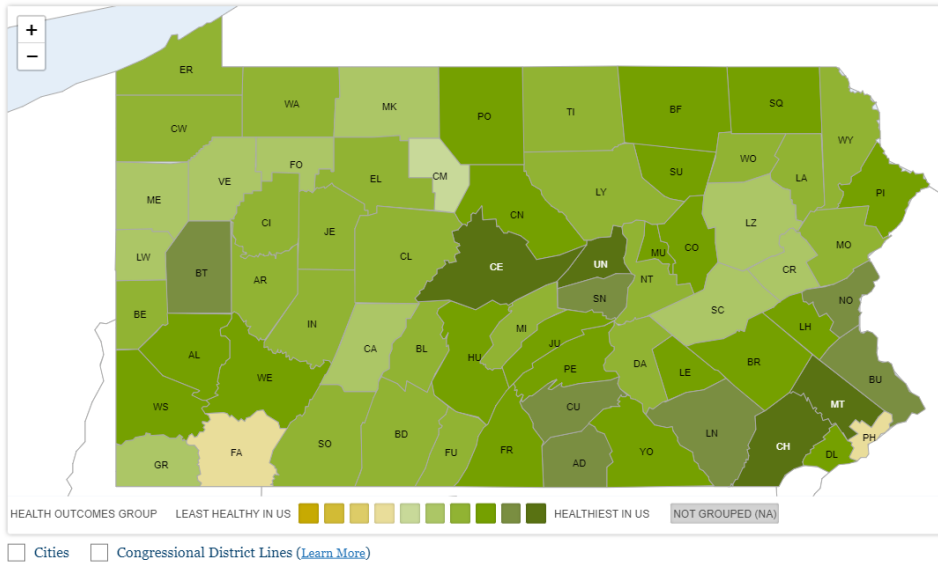 +
−
ER
WA
MK
PO
TI
BF
SQ
CW
WY
FO
EL
CM
SU
WO
LA
VE
ME
PI
LY
CI
CN
LZ
JE
MO
CO
MU
LW
CL
CE
UN
CR
BT
AR
NT
SN
NO
BE
IN
SC
MI
LH
CA
BL
JU
HU
AL
PE
DA
LE
BR
WE
BU
WS
CU
MT
LN
BD
SO
PH
CH
FA
FU
FR
YO
DL
GR
AD
HEALTH OUTCOMES GROUP LEAST HEALTHY IN US HEALTHIEST IN US NOT GROUPED (NA)
Cities Congressional District Lines (Learn More)